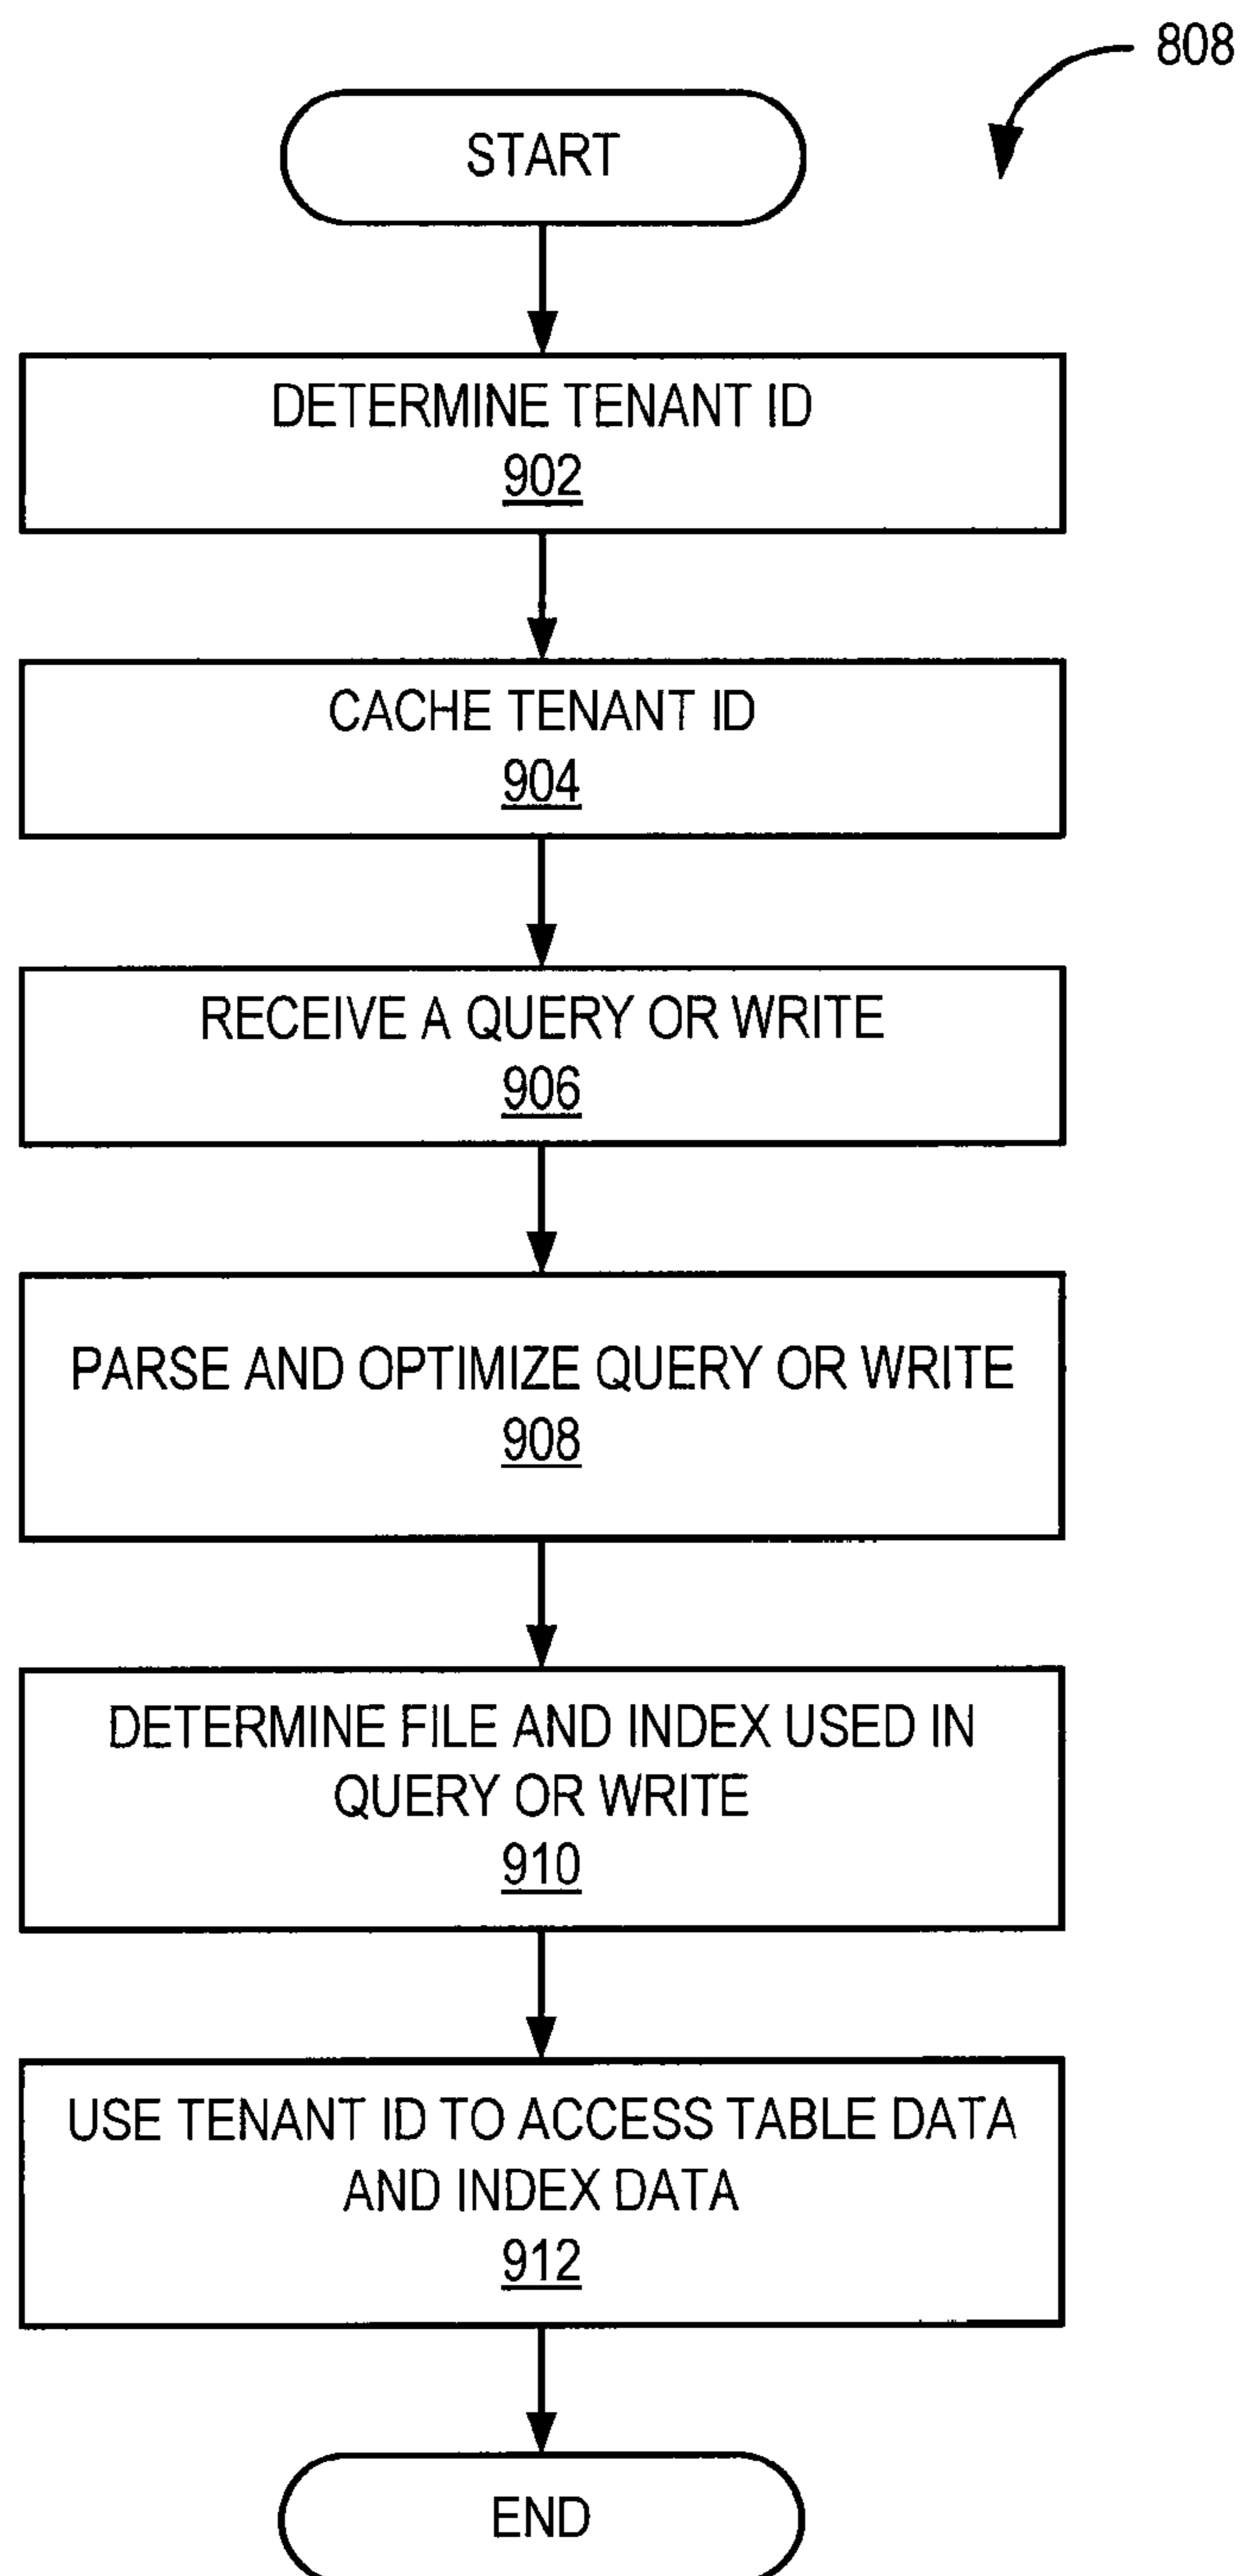 808
START
DETERMINE TENANT ID
902
CACHE TENANT ID
904
RECEIVE A QUERY OR WRITE
906
PARSE AND OPTIMIZE QUERY OR WRITE
908
DETERMINE FILE AND INDEX USED IN
QUERY OR WRITE
910
USE TENANT ID TO ACCESS TABLE DATA
AND INDEX DATA
912
END